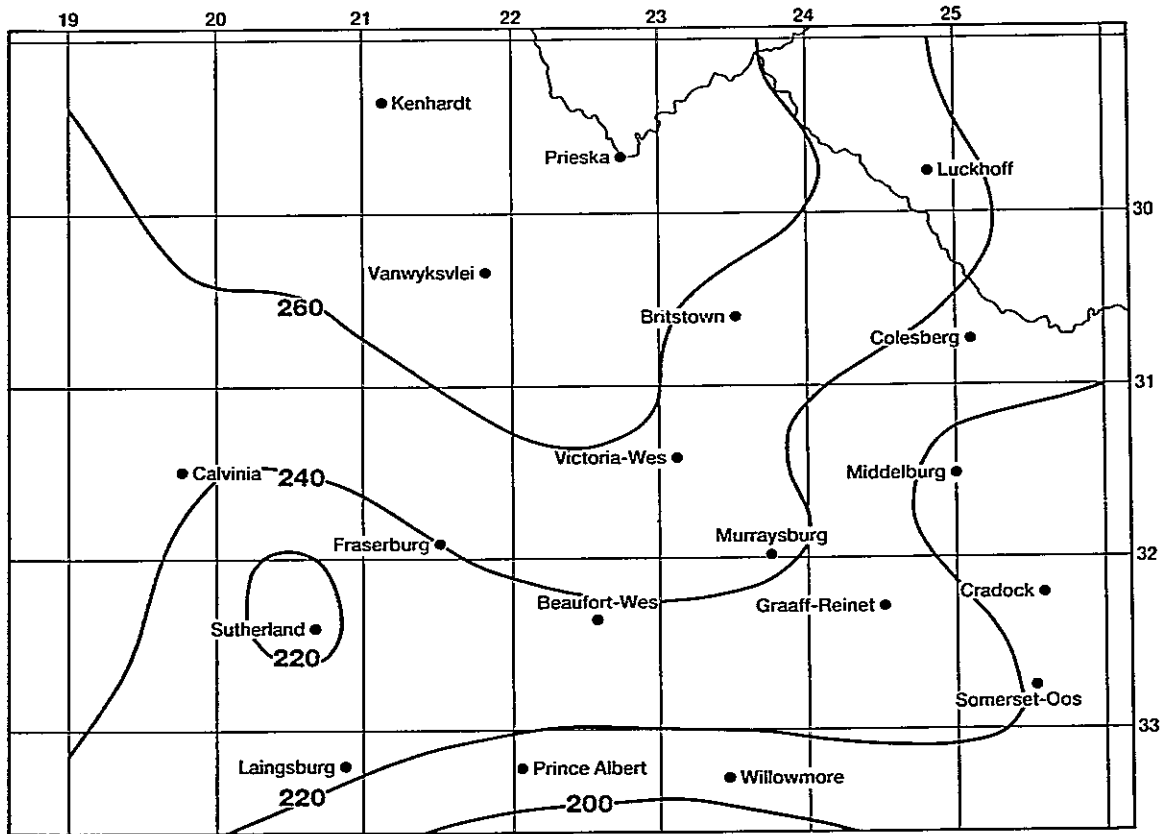 19 20 21 22 23 24 25
Kenhardt
Prieska
Luckhoff
30
Vanwyksvlei
260
Britstown
Colesberg
31
Victoria-Wes
Calvinia
240
Middelburg
Murraysburg
Fraserburg
32
Beaufort-Wes
Graaff-Reinet
Cradock
Sutherland
220
Somerset-Oos
33
Laingsburg
Prince Albert
Willowmore
220
200